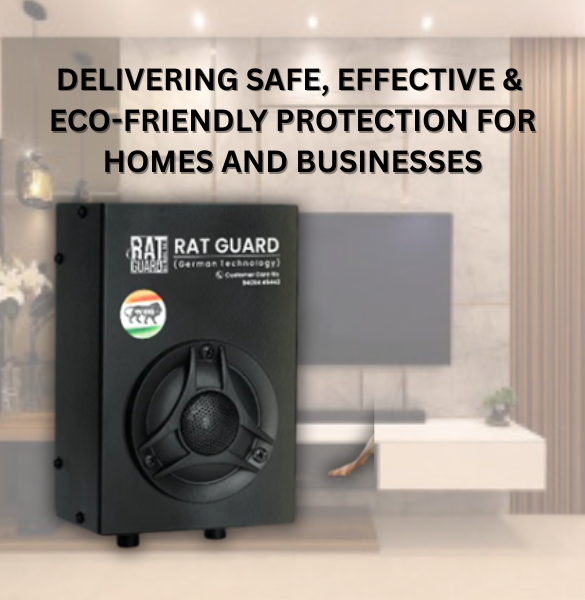 DELIVERING SAFE, EFFECTIVE &
ECO-FRIENDLY PROTECTION FOR
HOMES AND BUSINESSES
RAT
GUARD
RAT GUARD
(German Technology)
Customer Care No.